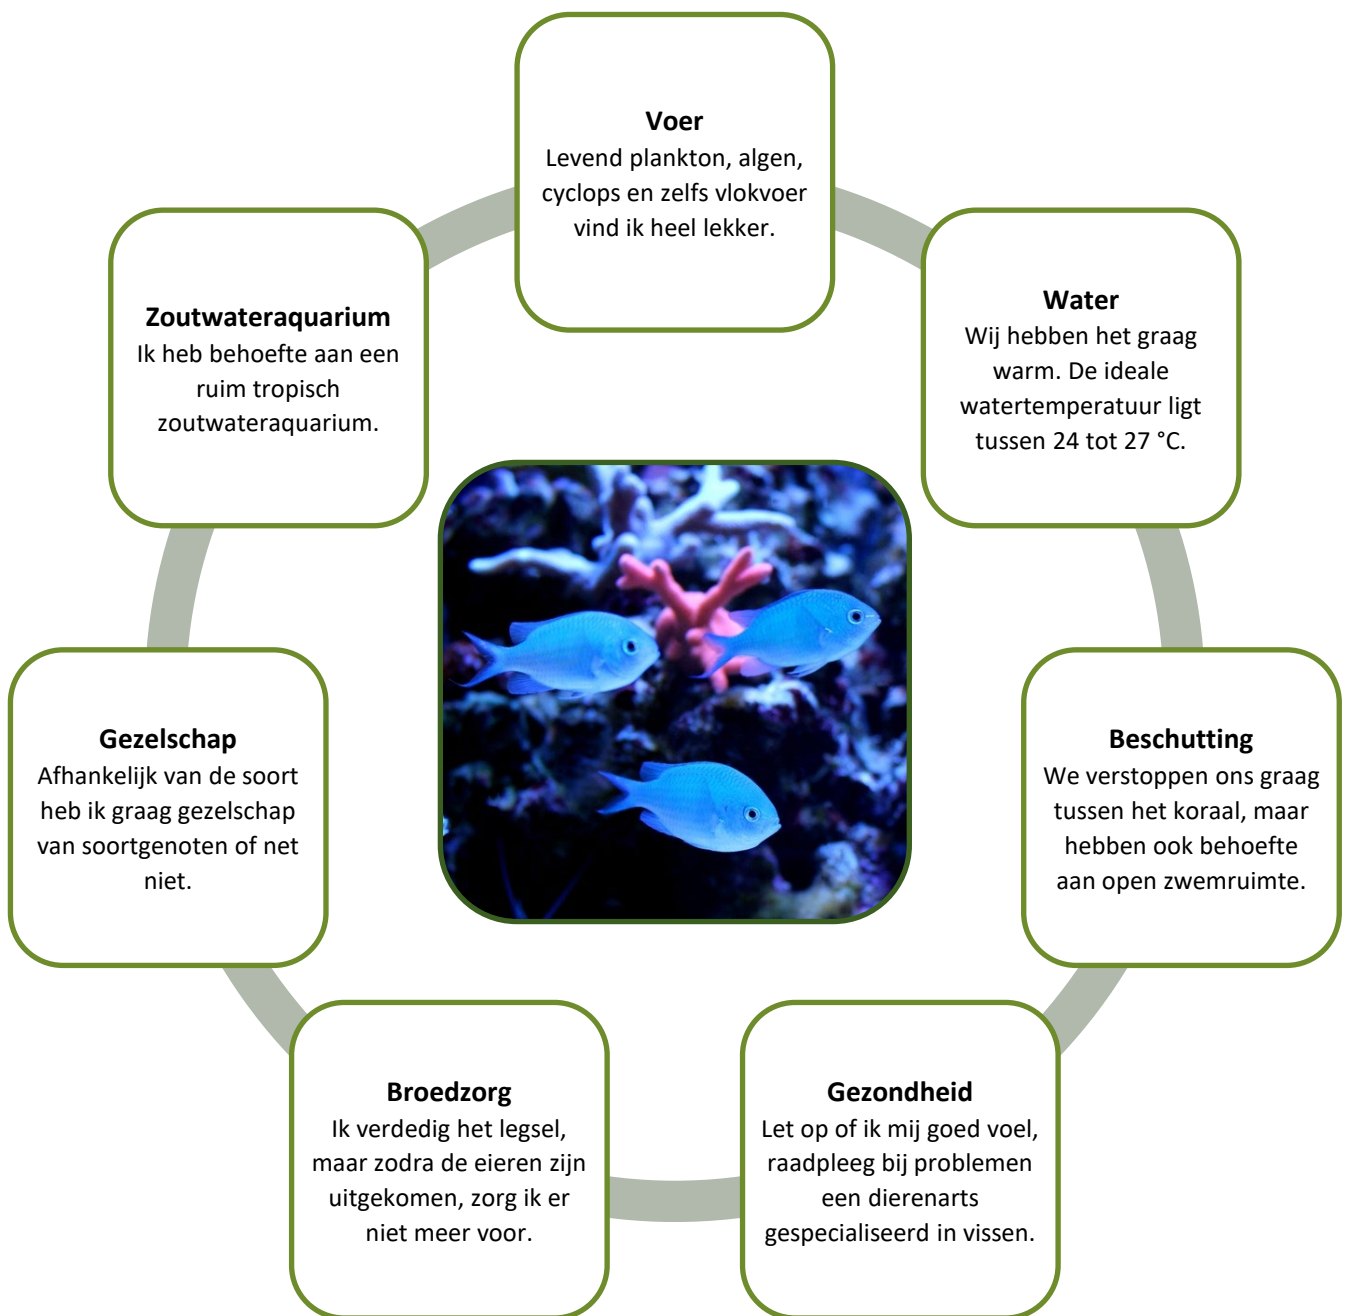 Voer
Levend plankton, algen,
cyclops en zelfs vlokvoer
vind ik heel lekker.
Water
Wij hebben het graag
warm. De ideale
watertemperatuur ligt
tussen 24 tot 27 °C.
Beschutting
We verstoppen ons graag
tussen het koraal, maar
hebben ook behoefte
aan open zwemruimte.
Gezondheid
Let op of ik mij goed voel,
raadpleeg bij problemen
een dierenarts
gespecialiseerd in vissen.
Broedzorg
Ik verdedig het legsel,
maar zodra de eieren zijn
uitgekomen, zorg ik er
niet meer voor.
Gezelschap
Afhankelijk van de soort
heb ik graag gezelschap
van soortgenoten of net
niet.
Zoutwateraquarium
Ik heb behoefte aan een
ruim tropisch
zoutwateraquarium.